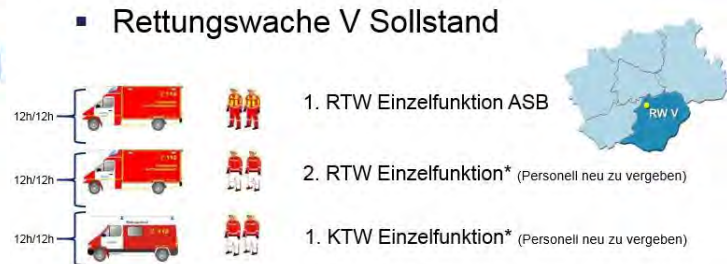 Rettungswache V Sollstand
12h/12h 1. RTW Einzelfunktion ASB
RW V
12h/12h 2. RTW Einzelfunktion* (Personell neu zu vergeben)
12h/12h 1. KTW Einzelfunktion* (Personell neu zu vergeben)